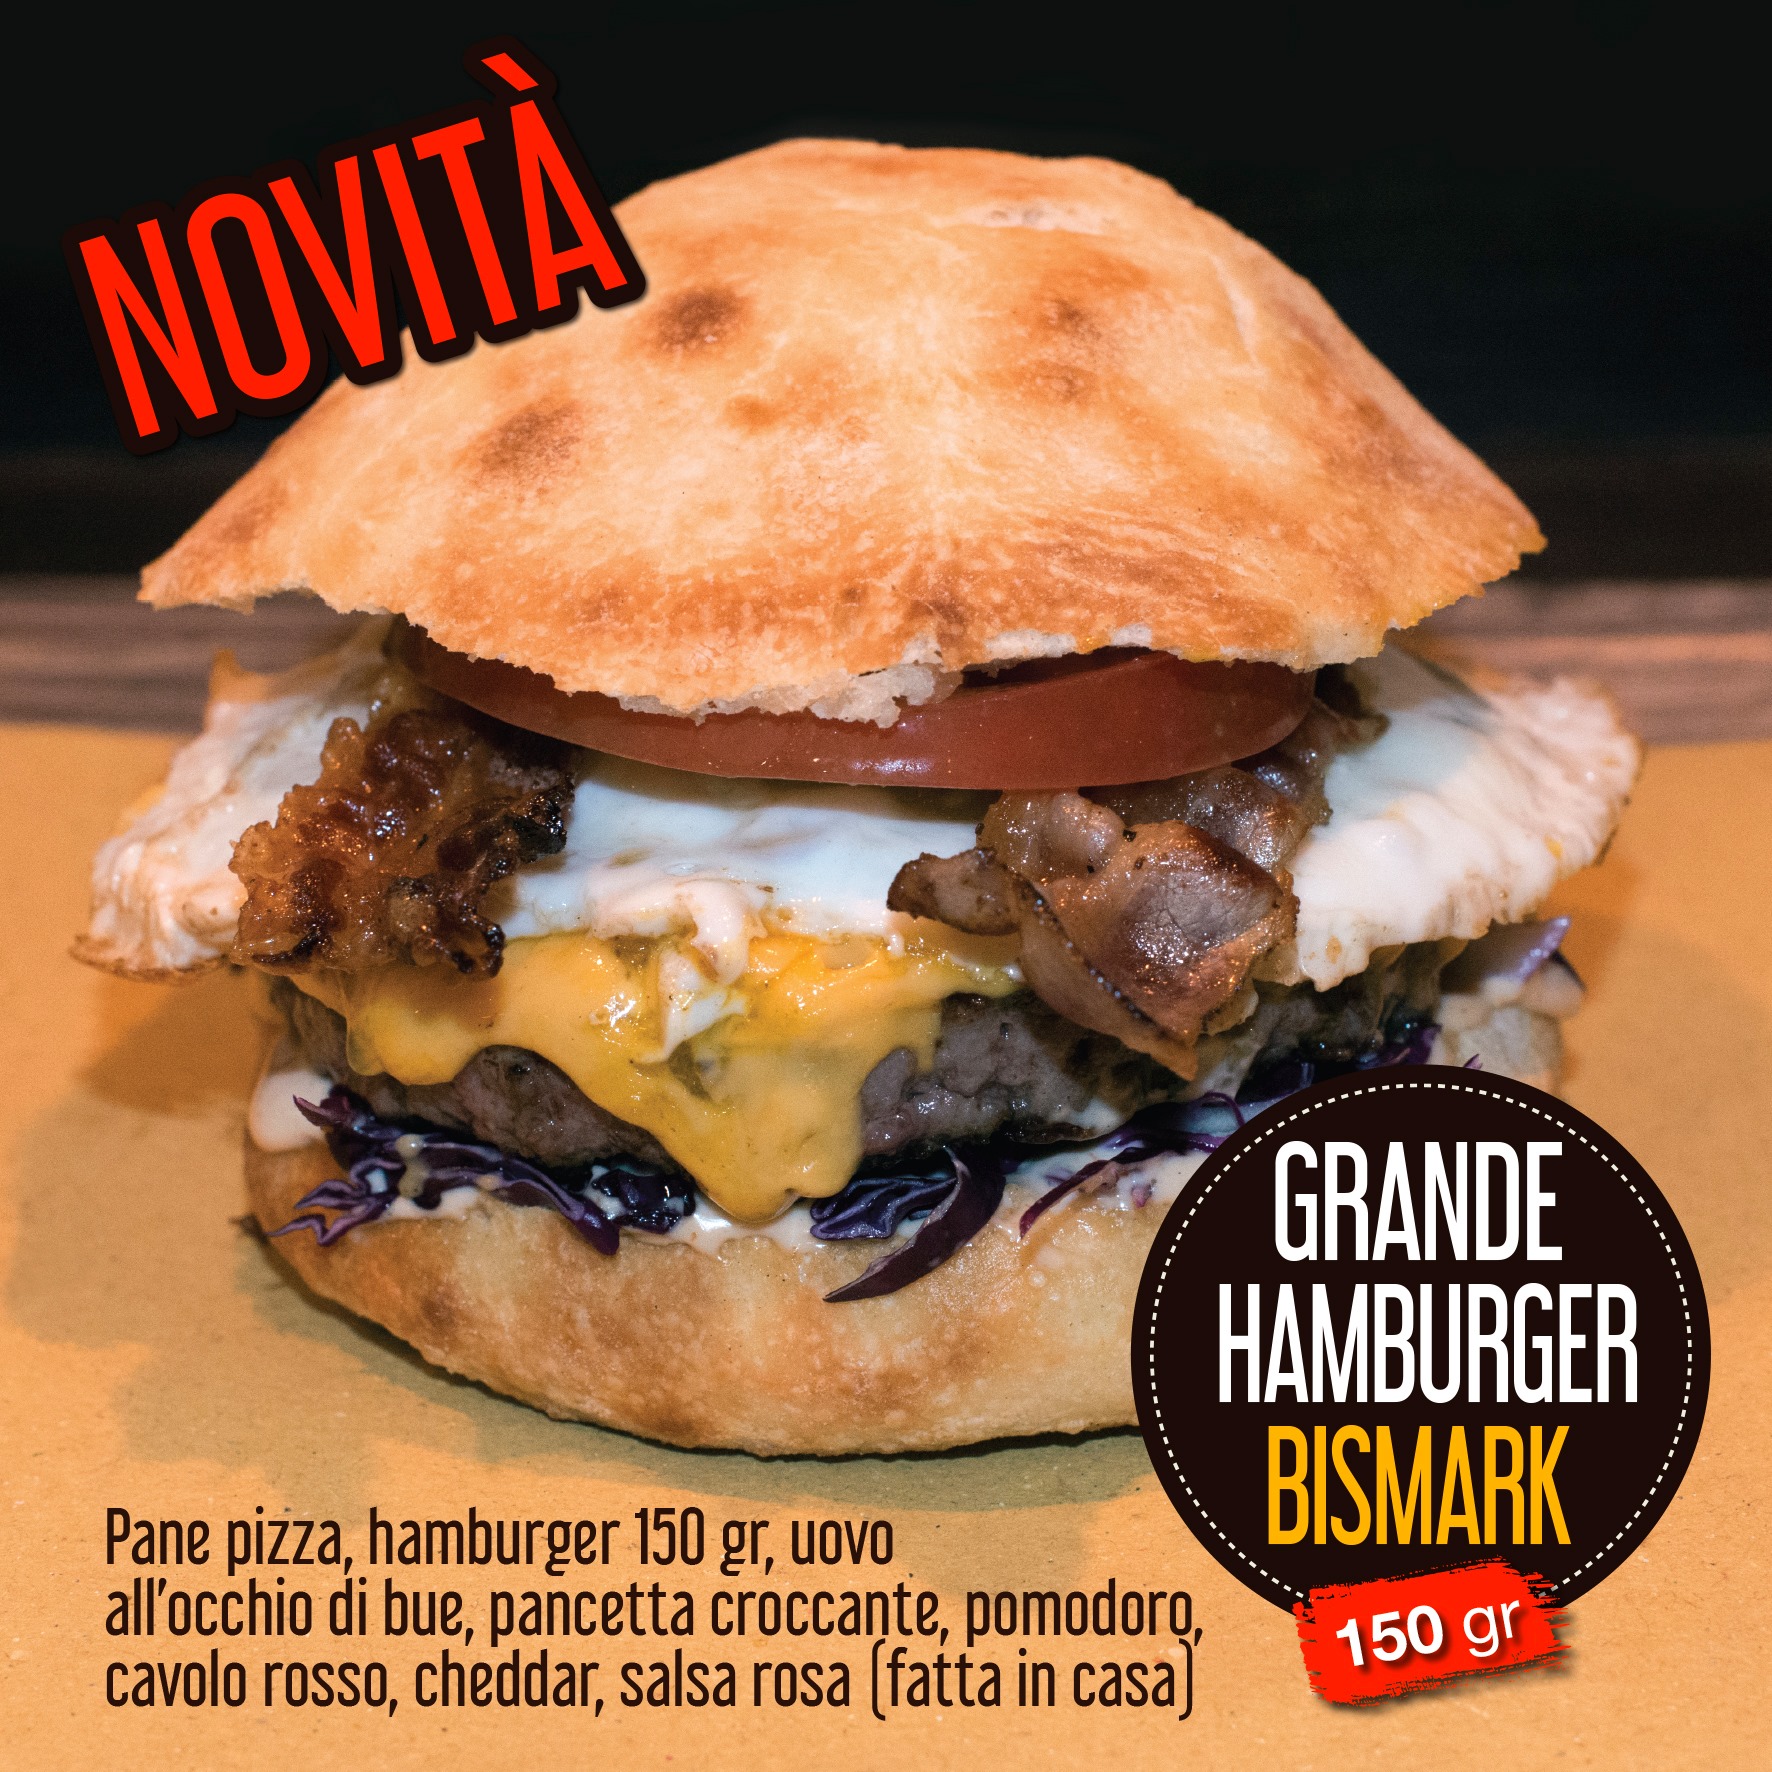 NOVITÀ
GRANDE
HAMBURGER
BISMARK
150 gr
Pane pizza, hamburger 150 gr, uovo
all'occhio di bue, pancetta croccante, pomodoro,
cavolo rosso, cheddar, salsa rosa (fatta in casa)